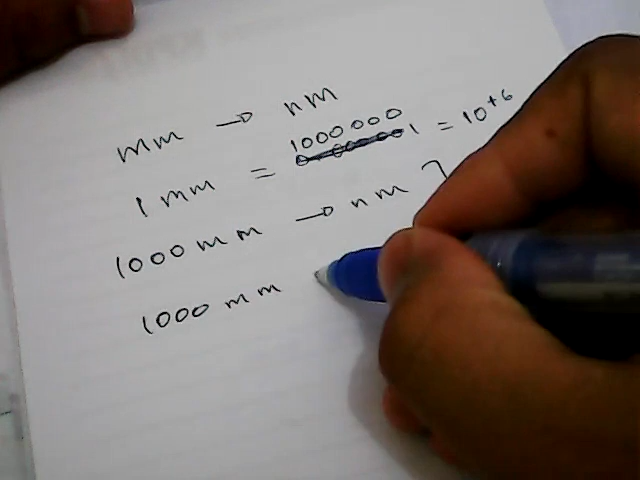 mm → nm
1 mm = 1000000 = 10⁺⁶
1000 mm → nm ?
1000 mm